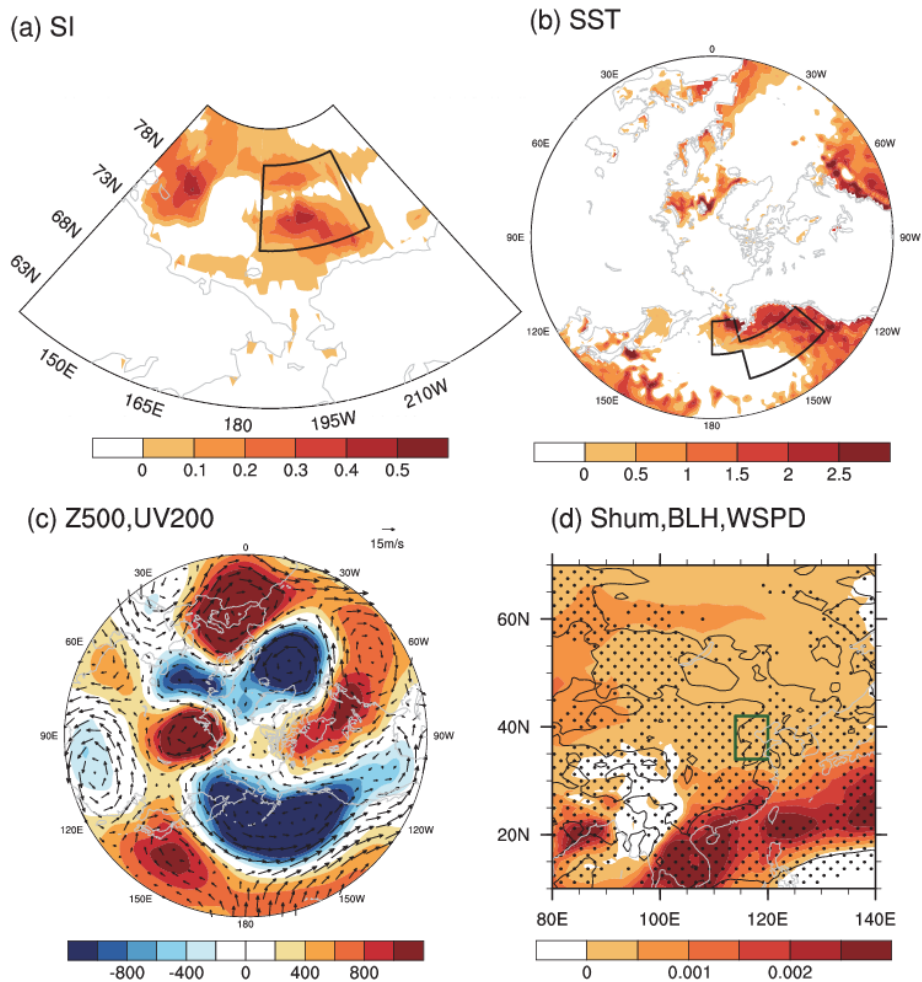 (a) SI
78N
73N
68N
63N
150E
165E
180
195W
210W
0 0.1 0.2 0.3 0.4 0.5
(b) SST
0
30E 30W
60E 60W
90E 90W
120E 120W
150E 150W
180
0 0.5 1 1.5 2 2.5
(c) Z500,UV200
15m/s
0
30E 30W
60E 60W
90E 90W
120E 120W
150E 150W
180
-800 -400 0 400 800
(d) Shum,BLH,WSPD
60N
40N
20N
80E 100E 120E 140E
0 0.001 0.002